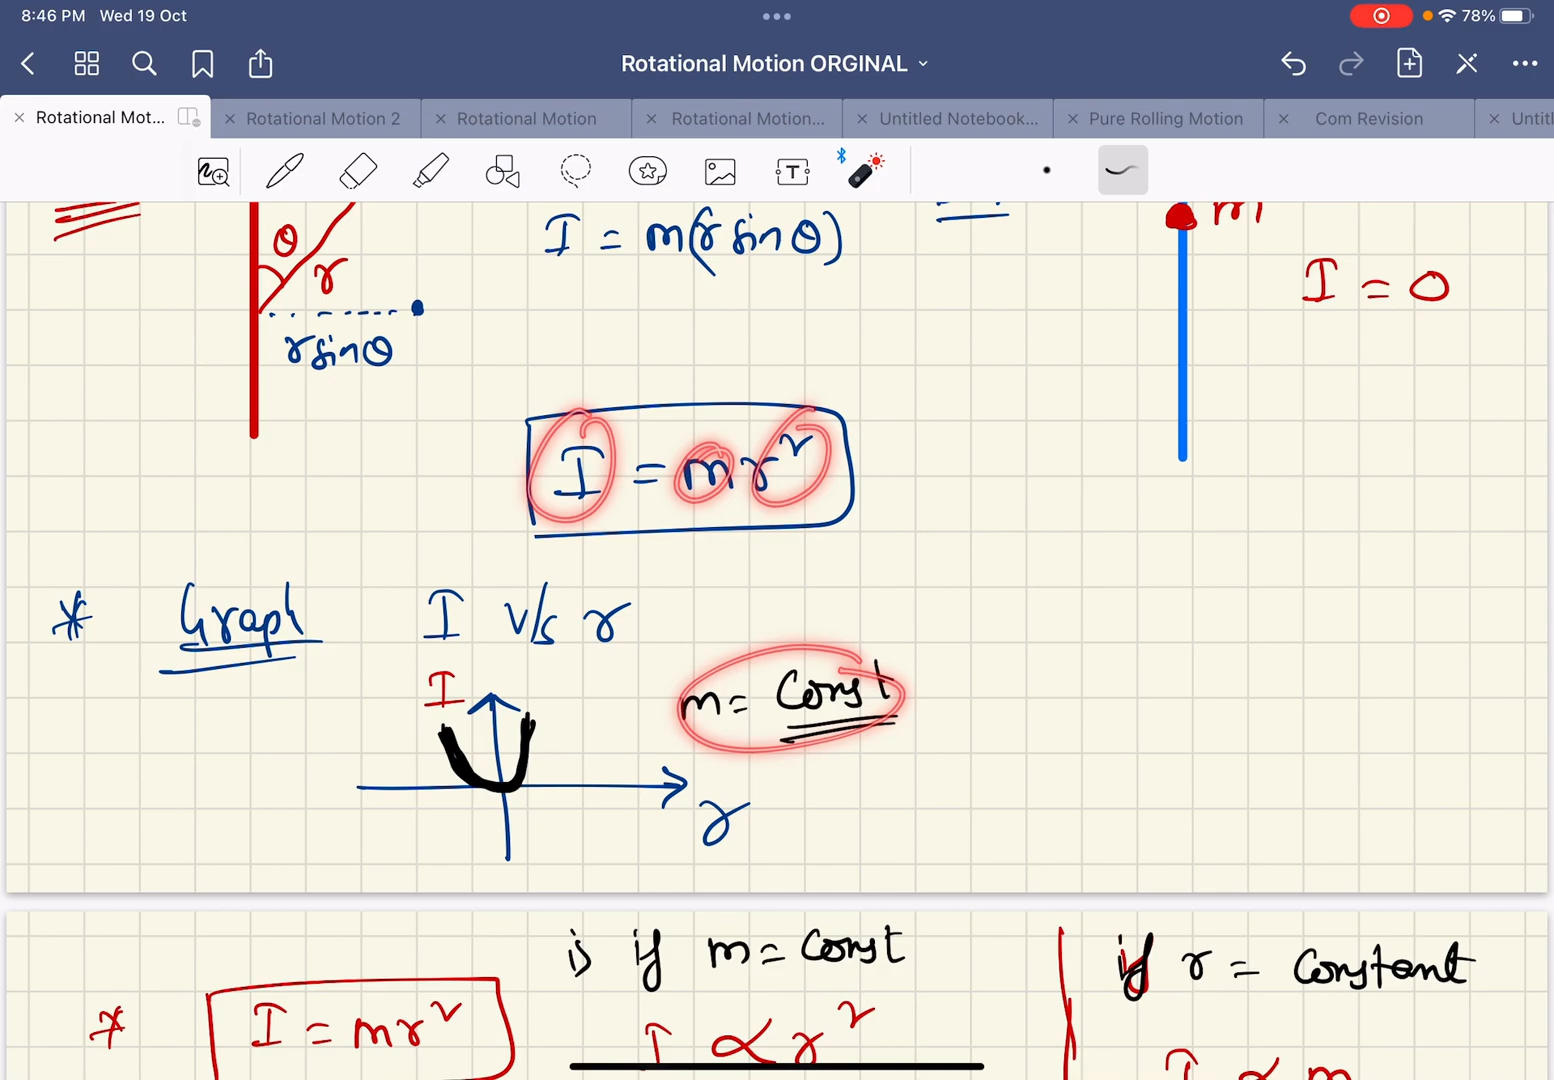 8:46 PM Wed 19 Oct
78%
Rotational Motion ORGINAL
Rotational Mot...
Rotational Motion 2
Rotational Motion
Rotational Motion...
Untitled Notebook...
Pure Rolling Motion
Com Revision
Untitl
T
θ
r
r sinθ
I = m(r sinθ)
m
I = 0
I = mr²
* Graph I v/s r
I
m = Const
r
* I = mr²
is if m = Const
I ∝ r²
if r = Constant
I ∝ m